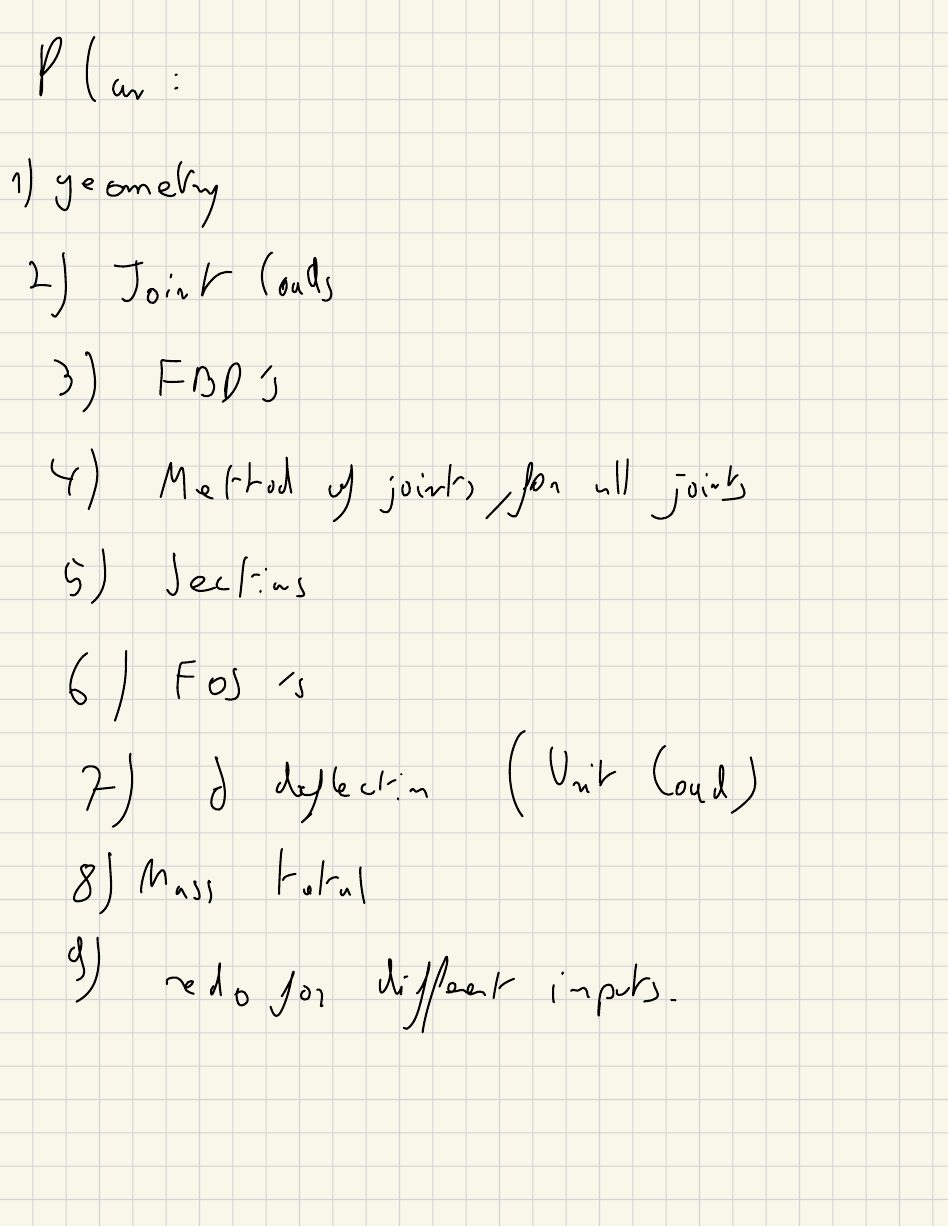 Plan:
1) geometry
2) Joint loads
3) FBD's
4) Method of joints, for all joints
5) Sections
6) FOS's
7) δ deflection (Unit load)
8) Mass total
9) redo for different inputs.